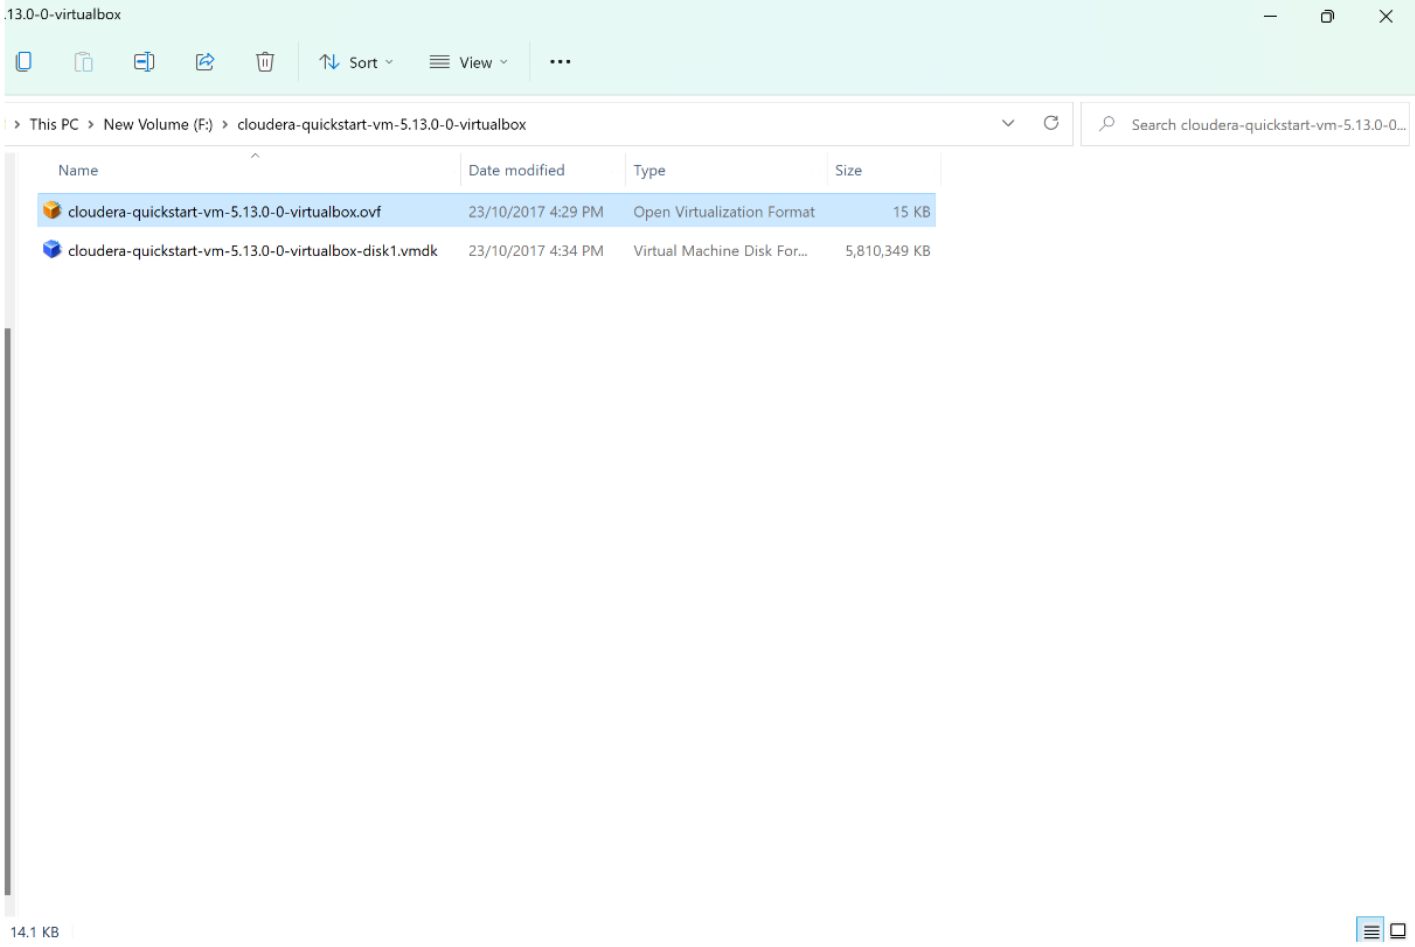 .13.0-0-virtualbox
Sort View
This PC > New Volume (F:) > cloudera-quickstart-vm-5.13.0-0-virtualbox Search cloudera-quickstart-vm-5.13.0-0...
Name Date modified Type Size
cloudera-quickstart-vm-5.13.0-0-virtualbox.ovf 23/10/2017 4:29 PM Open Virtualization Format 15 KB
cloudera-quickstart-vm-5.13.0-0-virtualbox-disk1.vmdk 23/10/2017 4:34 PM Virtual Machine Disk For... 5,810,349 KB
14.1 KB